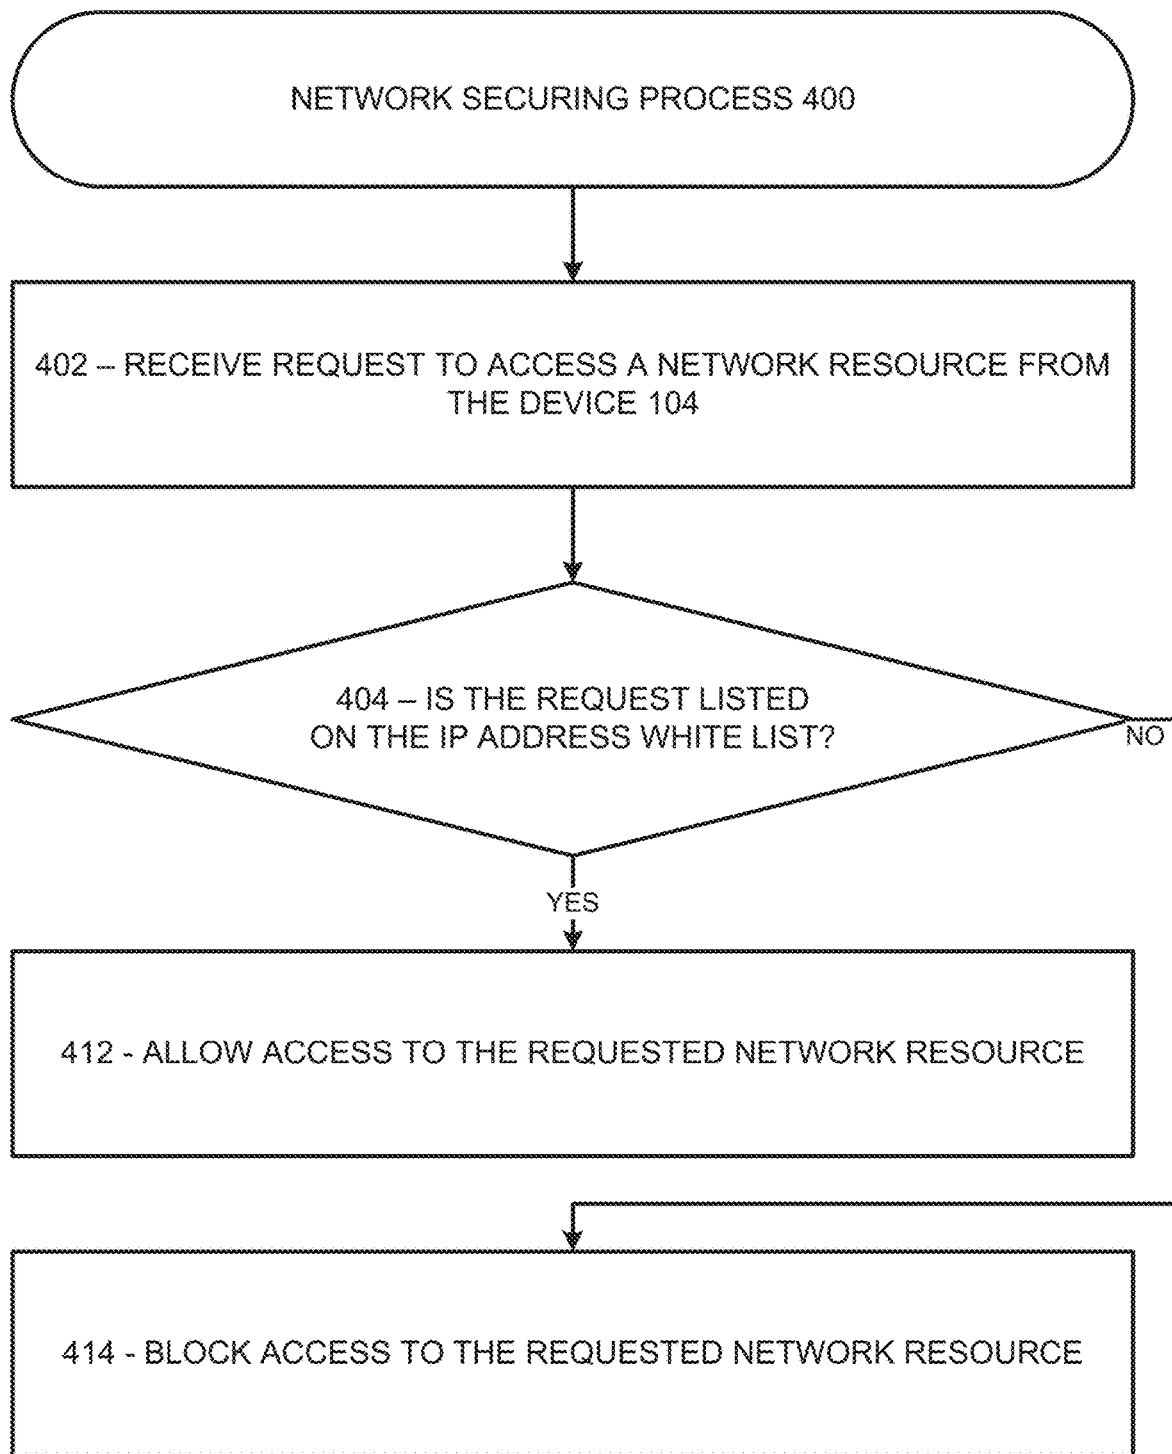 NETWORK SECURING PROCESS 400
402 – RECEIVE REQUEST TO ACCESS A NETWORK RESOURCE FROM
THE DEVICE 104
404 – IS THE REQUEST LISTED
ON THE IP ADDRESS WHITE LIST?
NO
YES
412 - ALLOW ACCESS TO THE REQUESTED NETWORK RESOURCE
414 - BLOCK ACCESS TO THE REQUESTED NETWORK RESOURCE